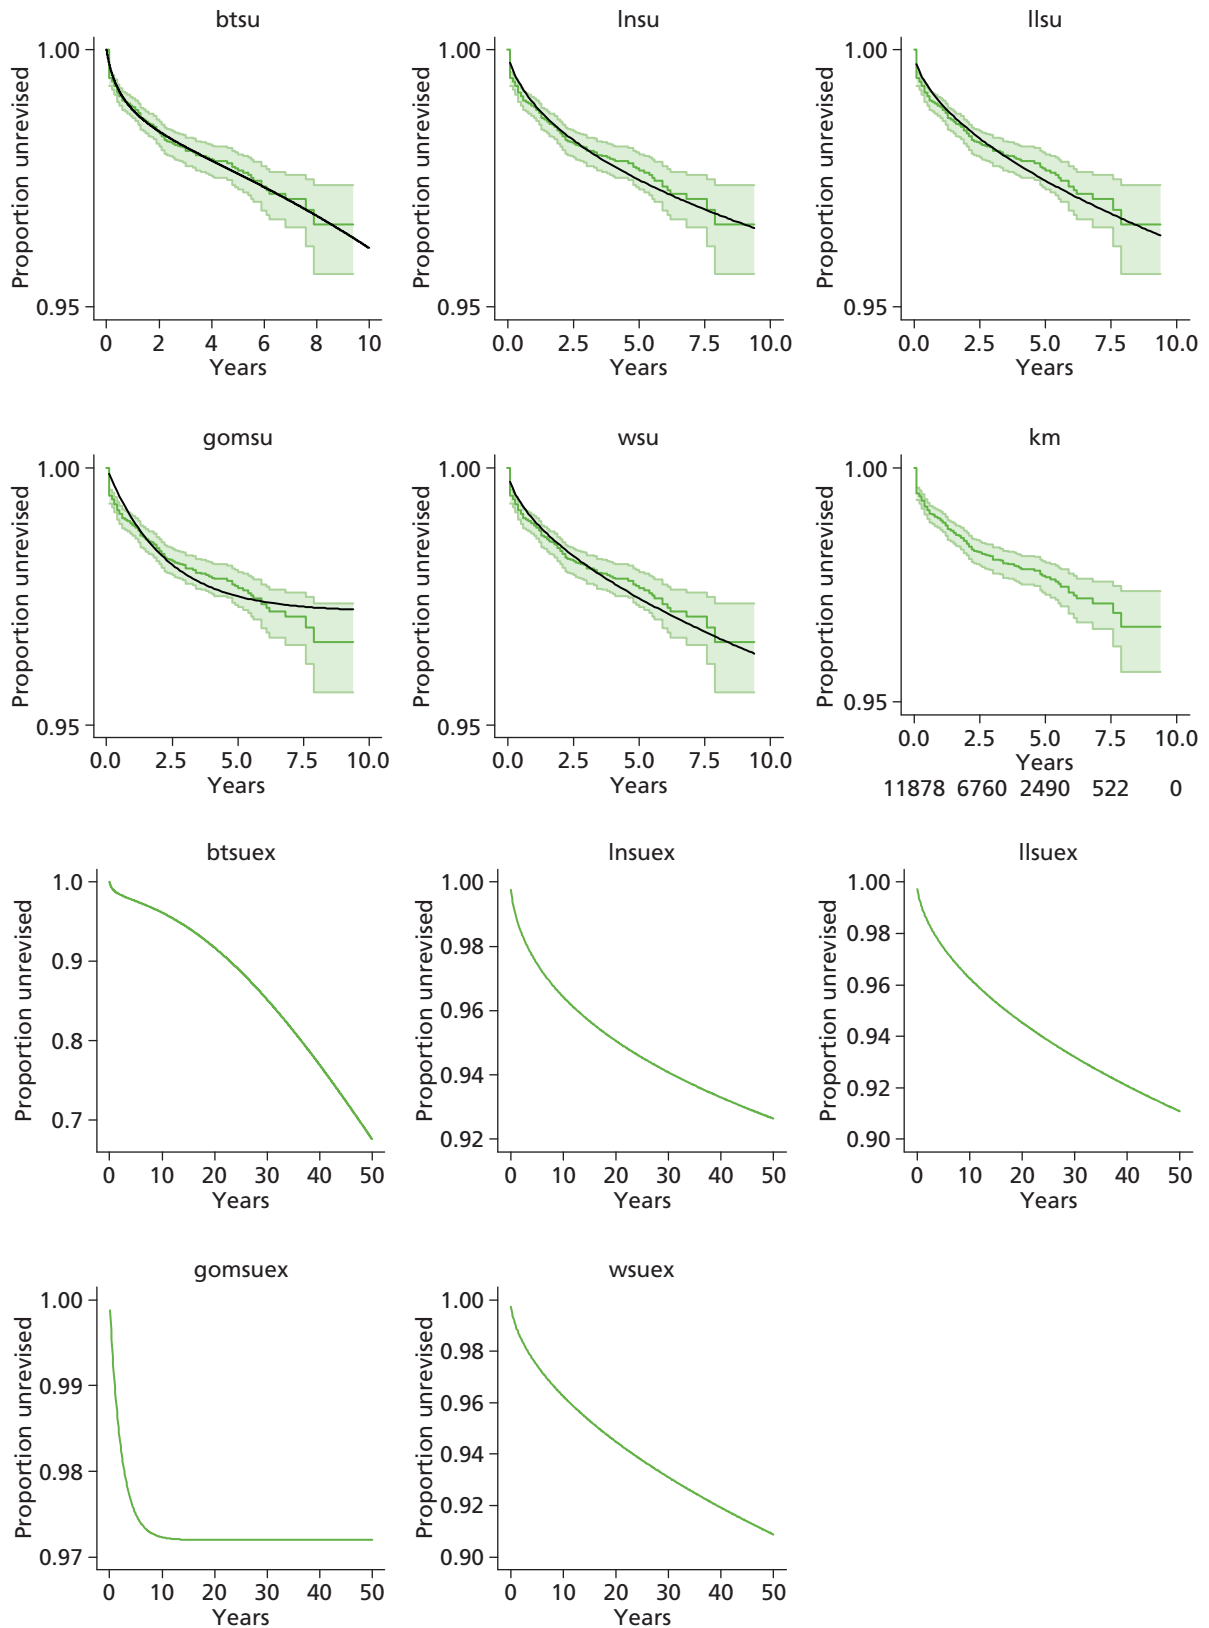 btsu
Proportion unrevised
1.00
0.95
0 2 4 6 8 10
Years
lnsu
Proportion unrevised
1.00
0.95
0.0 2.5 5.0 7.5 10.0
Years
llsu
Proportion unrevised
1.00
0.95
0.0 2.5 5.0 7.5 10.0
Years
gomsu
Proportion unrevised
1.00
0.95
0.0 2.5 5.0 7.5 10.0
Years
wsu
Proportion unrevised
1.00
0.95
0.0 2.5 5.0 7.5 10.0
Years
km
Proportion unrevised
1.00
0.95
0.0 2.5 5.0 7.5 10.0
Years
11878 6760 2490 522 0
btsuex
Proportion unrevised
1.0
0.9
0.8
0.7
0 10 20 30 40 50
Years
lnsuex
Proportion unrevised
1.00
0.98
0.96
0.94
0.92
0 10 20 30 40 50
Years
llsuex
Proportion unrevised
1.00
0.98
0.96
0.94
0.92
0.90
0 10 20 30 40 50
Years
gomsuex
Proportion unrevised
1.00
0.99
0.98
0.97
0 10 20 30 40 50
Years
wsuex
Proportion unrevised
1.00
0.98
0.96
0.94
0.92
0.90
0 10 20 30 40 50
Years